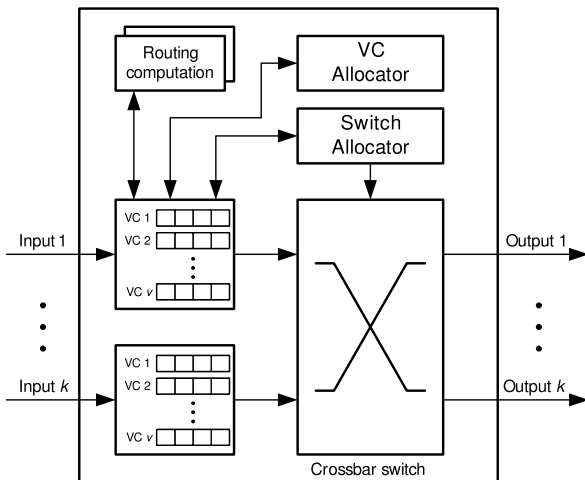 Routing
computation
VC
Allocator
Switch
Allocator
VC 1
VC 2
VC v
Input 1
Output 1
VC 1
VC 2
VC v
Input k
Output k
Crossbar switch